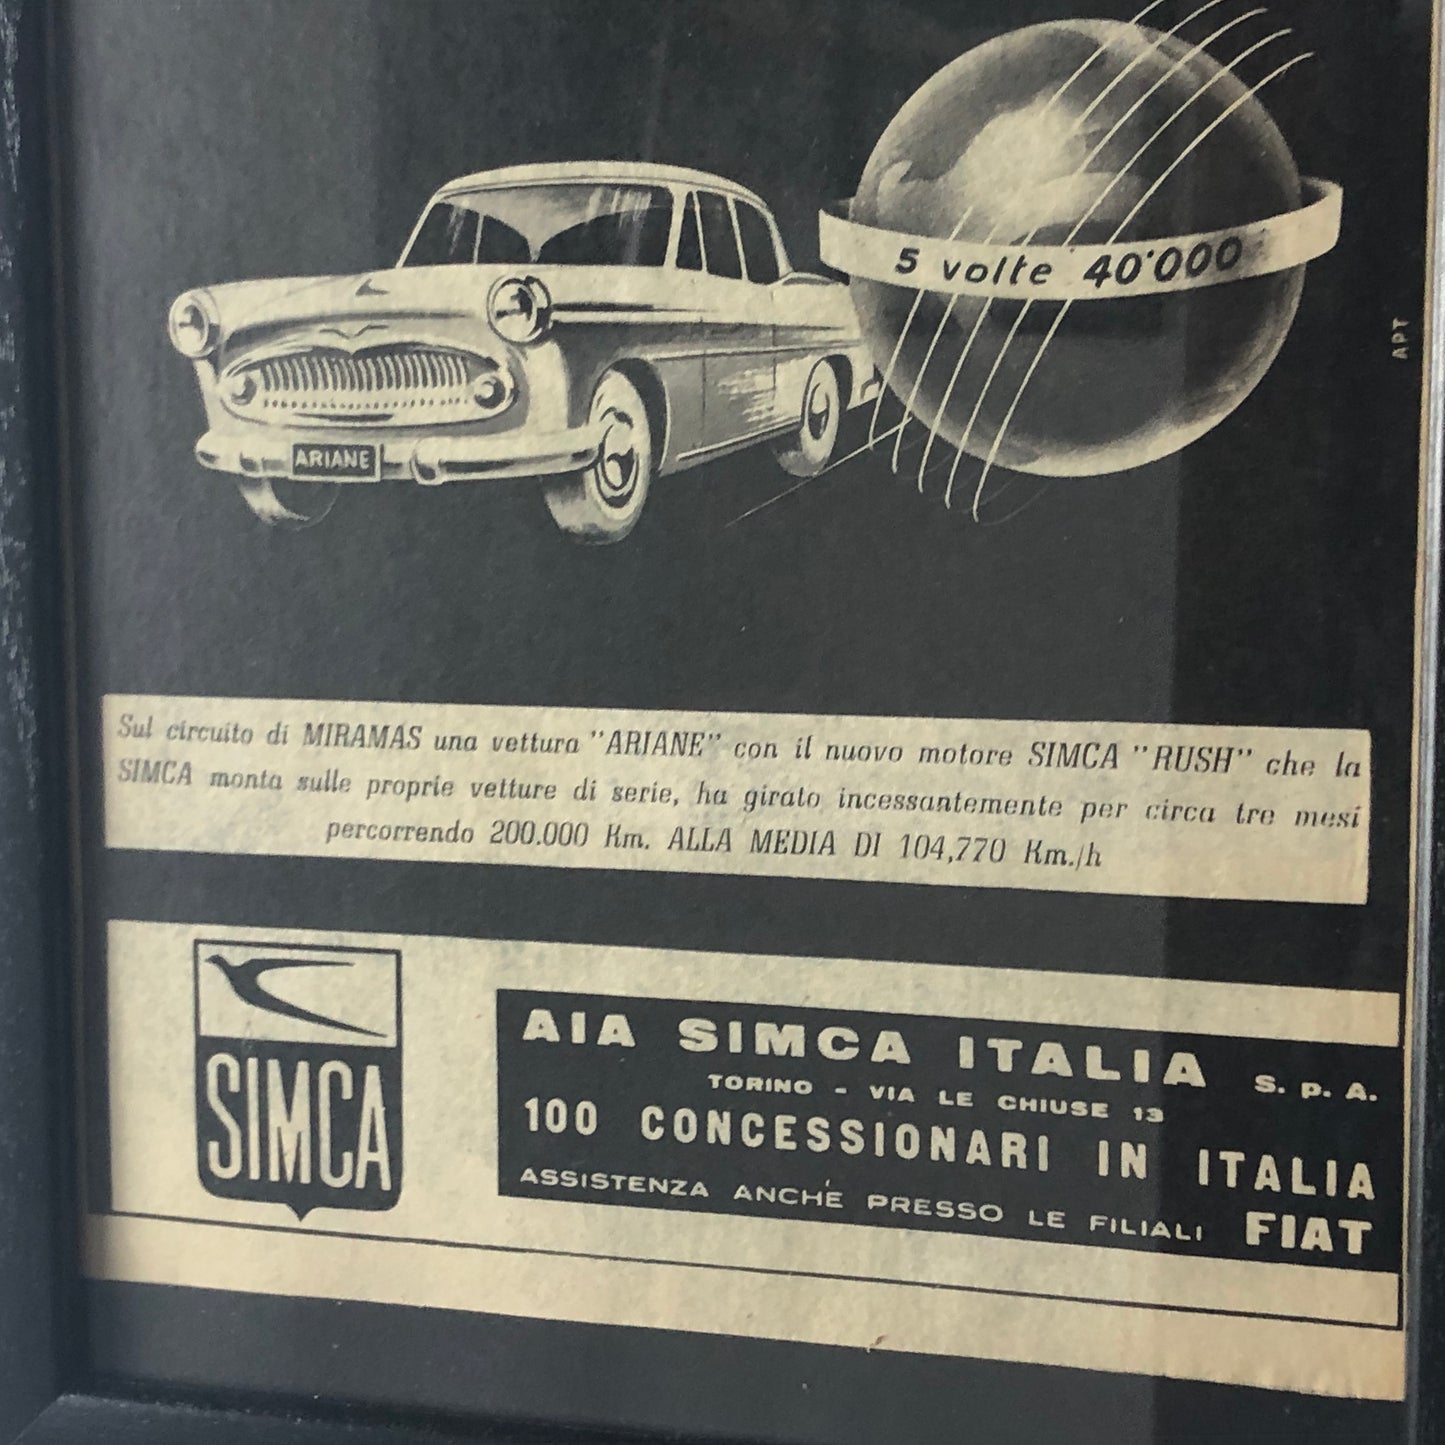 5 volte 40'000
APT
ARIANE
Sul circuito di MIRAMAS una vettura "ARIANE" con il nuovo motore SIMCA "RUSH" che la
SIMCA monta sulle proprie vetture di serie, ha girato incessantemente per circa tre mesi
percorrendo 200.000 Km. ALLA MEDIA DI 104,770 Km./h
SIMCA
AIA SIMCA ITALIA S. p. A.
TORINO - VIA LE CHIUSE 13
100 CONCESSIONARI IN ITALIA
ASSISTENZA ANCHE PRESSO LE FILIALI FIAT